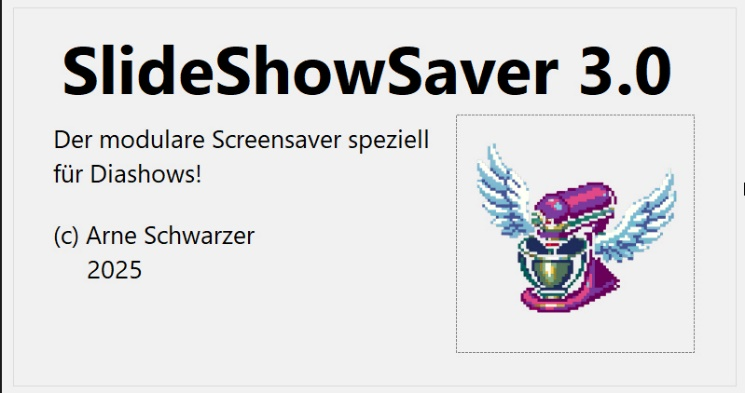 SlideShowSaver 3.0
Der modulare Screensaver speziell
für Diashows!
(c) Arne Schwarzer
2025